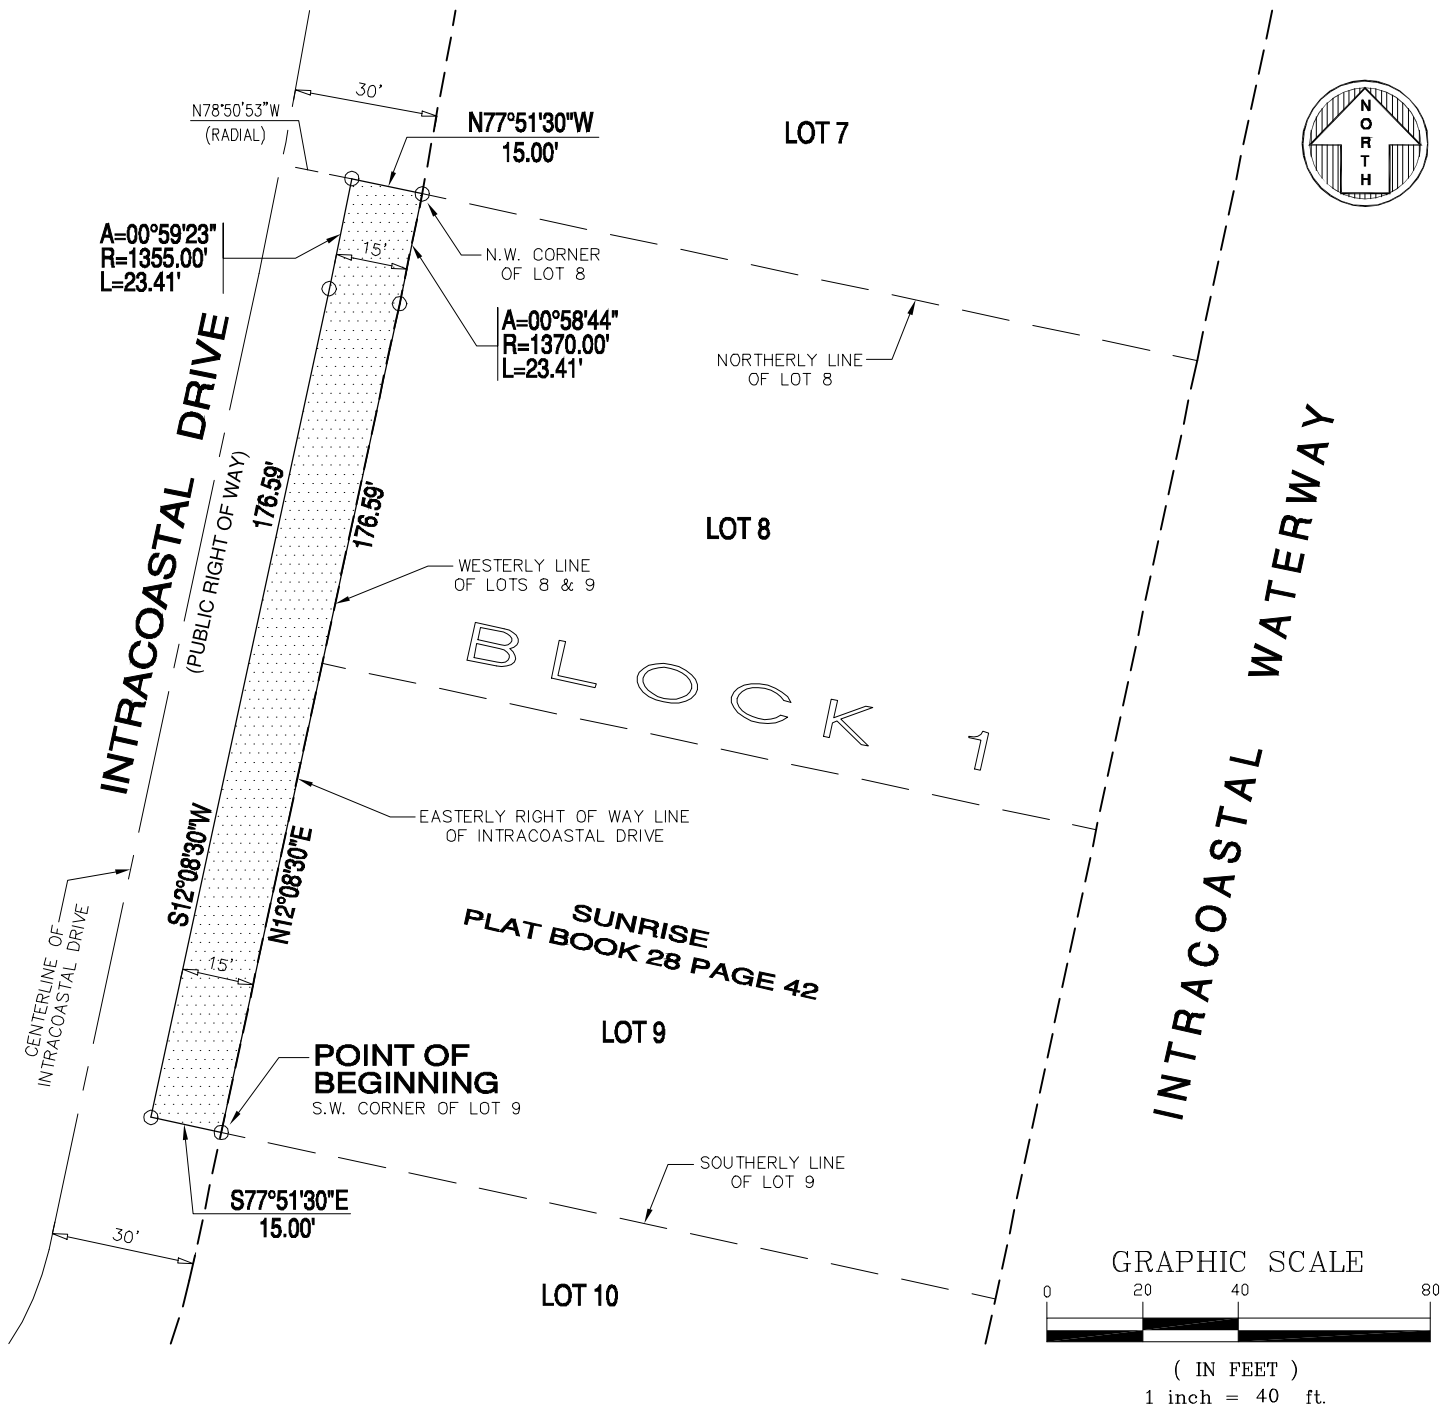 30'
N78°50'53"W
(RADIAL)
N77°51'30"W
15.00'
LOT 7
NORTH
A=00°59'23"
R=1355.00'
L=23.41'
15'
N.W. CORNER
OF LOT 8
A=00°58'44"
R=1370.00'
L=23.41'
NORTHERLY LINE
OF LOT 8
INTRACOASTAL DRIVE
(PUBLIC RIGHT OF WAY)
176.59'
176.59'
LOT 8
INTRACOASTAL WATERWAY
WESTERLY LINE
OF LOTS 8 & 9
BLOCK 1
EASTERLY RIGHT OF WAY LINE
OF INTRACOASTAL DRIVE
S12°08'30"W
N12°08'30"E
CENTERLINE OF
INTRACOASTAL DRIVE
SUNRISE
PLAT BOOK 28 PAGE 42
15'
LOT 9
POINT OF
BEGINNING
S.W. CORNER OF LOT 9
SOUTHERLY LINE
OF LOT 9
S77°51'30"E
15.00'
30'
LOT 10
GRAPHIC SCALE
0 20 40 80
( IN FEET )
1 inch = 40 ft.